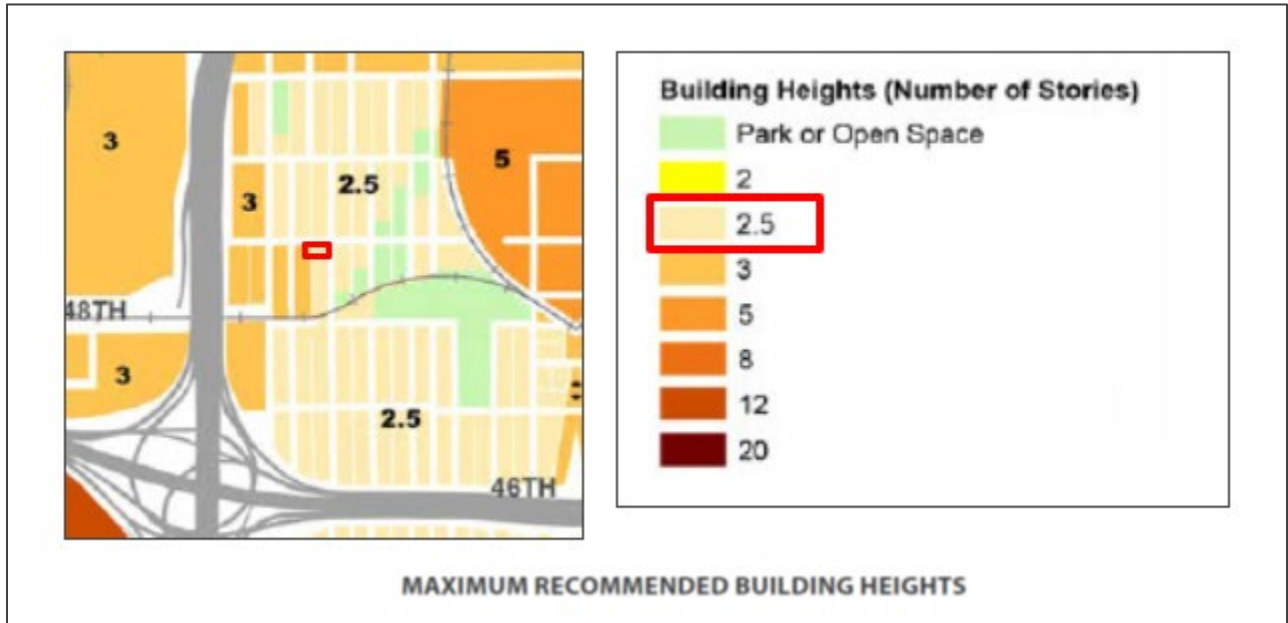 3
5
2.5
3
48TH
3
2.5
46TH
Building Heights (Number of Stories)
Park or Open Space
2
2.5
3
5
8
12
20
MAXIMUM RECOMMENDED BUILDING HEIGHTS